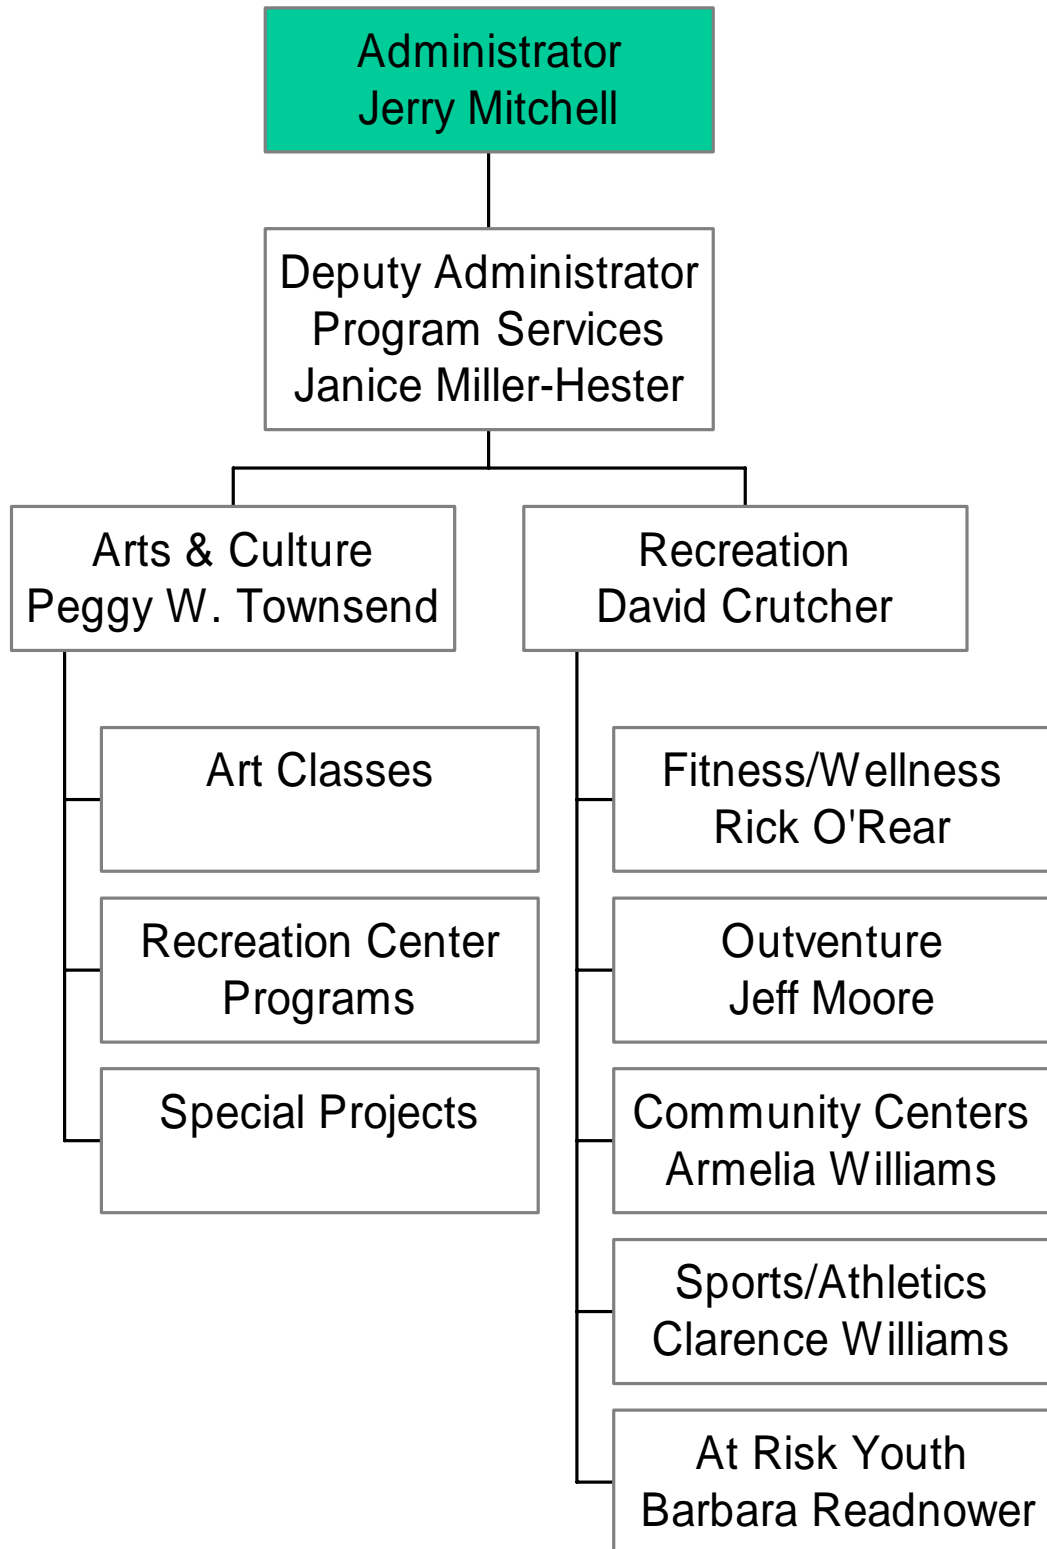 Administrator
Jerry Mitchell
Deputy Administrator
Program Services
Janice Miller-Hester
Arts & Culture
Peggy W. Townsend
Art Classes
Recreation Center
Programs
Special Projects
Recreation
David Crutcher
Fitness/Wellness
Rick O'Rear
Outventure
Jeff Moore
Community Centers
Armelia Williams
Sports/Athletics
Clarence Williams
At Risk Youth
Barbara Readnower